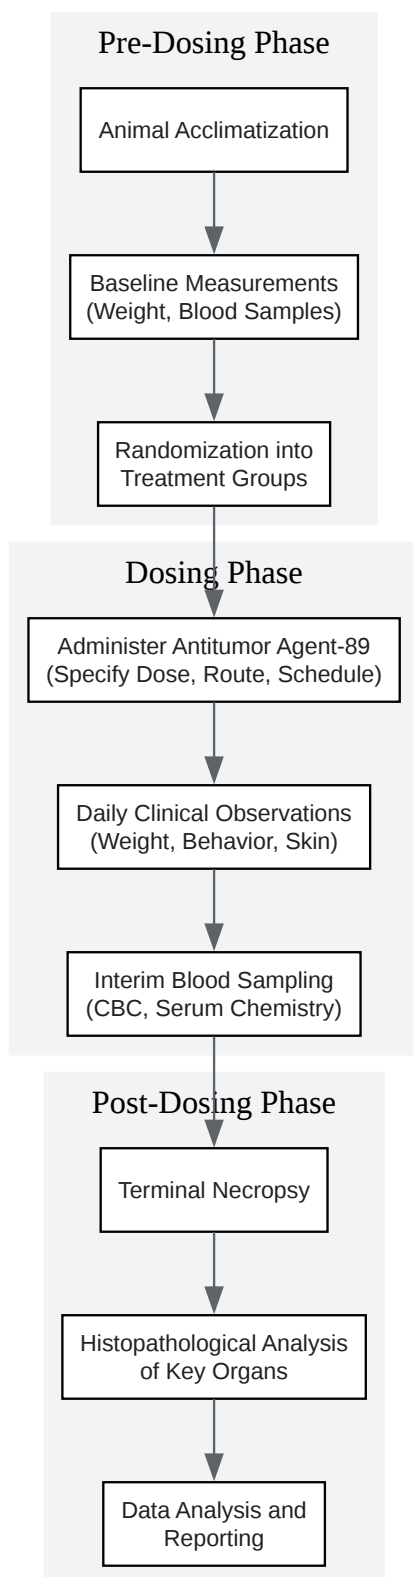 Pre-Dosing Phase
Animal Acclimatization
Baseline Measurements
(Weight, Blood Samples)
Randomization into
Treatment Groups
Dosing Phase
Administer Antitumor Agent-89
(Specify Dose, Route, Schedule)
Daily Clinical Observations
(Weight, Behavior, Skin)
Interim Blood Sampling
(CBC, Serum Chemistry)
Post-Dosing Phase
Terminal Necropsy
Histopathological Analysis
of Key Organs
Data Analysis and
Reporting